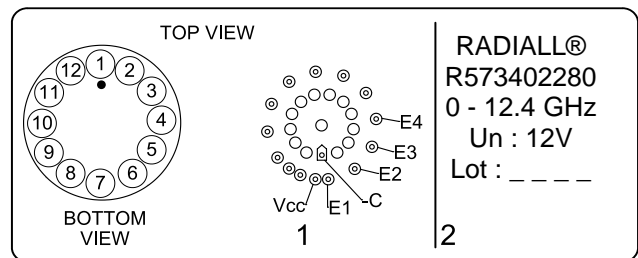 TOP VIEW
1
2
3
4
5
6
7
8
9
10
11
12
BOTTOM
VIEW
E4
E3
E2
-C
E1
Vcc
1
RADIALL®
R573402280
0 - 12.4 GHz
Un : 12V
Lot : _ _ _ _
2